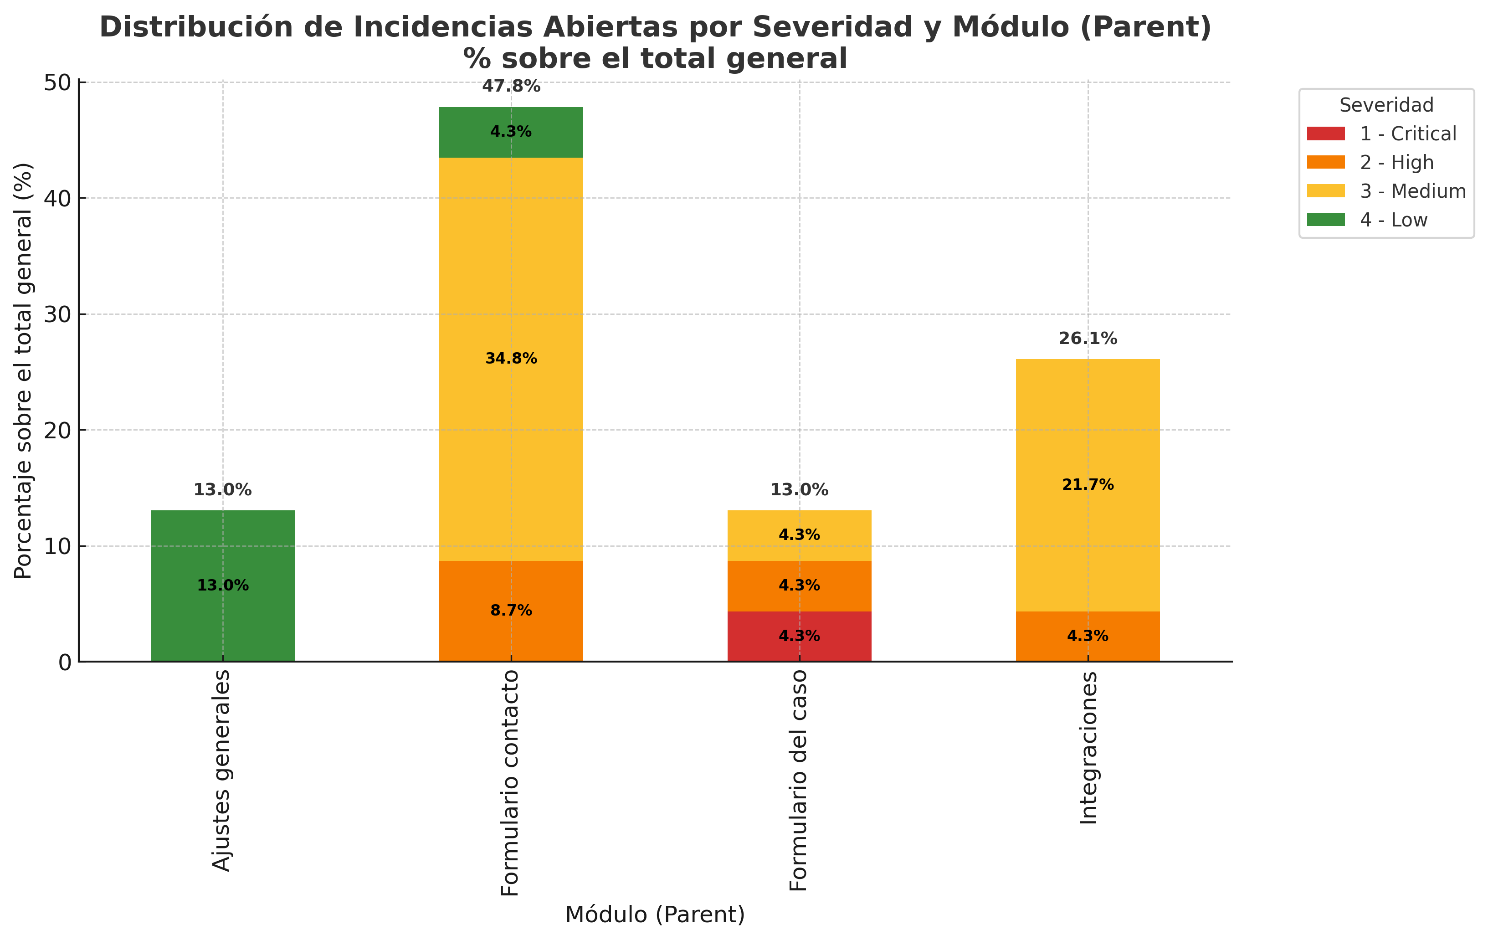 Distribución de Incidencias Abiertas por Severidad y Módulo (Parent)
% sobre el total general
Porcentaje sobre el total general (%)
50
40
30
20
10
0
13.0%
13.0%
47.8%
4.3%
34.8%
8.7%
13.0%
4.3%
4.3%
4.3%
26.1%
21.7%
4.3%
Ajustes generales
Formulario contacto
Formulario del caso
Integraciones
Módulo (Parent)
Severidad
1 - Critical
2 - High
3 - Medium
4 - Low